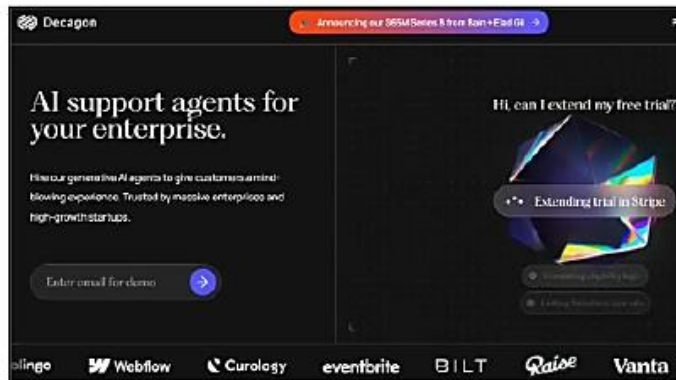 Decagon
Announcing our $65M Series B from Bain + Elad Gil →
AI support agents for
your enterprise.
Hi, can I extend my free trial?
Hire our generative AI agents to give customers a mind-
blowing experience. Trusted by massive enterprises and
high-growth startups.
Extending trial in Stripe
Enter email for demo
olingo Webflow Curology eventbrite BILT Raise Vanta